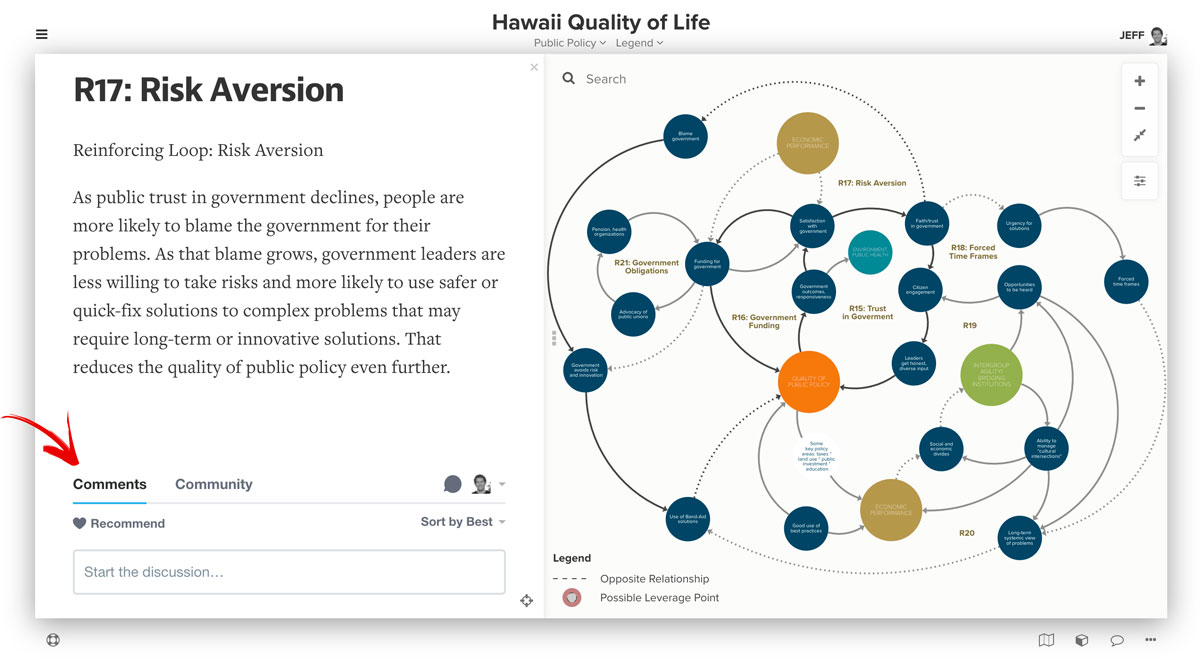 Hawaii Quality of Life
Public Policy
Legend
JEFF
R17: Risk Aversion
Reinforcing Loop: Risk Aversion
As public trust in government declines, people are
more likely to blame the government for their
problems. As that blame grows, government leaders are
less willing to take risks and more likely to use safer or
quick-fix solutions to complex problems that may
require long-term or innovative solutions. That
reduces the quality of public policy even further.
Comments
Community
Recommend
Sort by Best
Start the discussion…
Search
Blame
government
ECONOMIC
PERFORMANCE
R17: Risk Aversion
Pension, health
organizations
Satisfaction
with
government
Faith/trust
in government
Urgency for
solutions
R21: Government
Obligations
Funding for
government
ENVIRONMENT
PUBLIC HEALTH
R18: Forced
Time Frames
Forced
time frames
Advocacy of
public unions
Government
outcomes,
responsiveness
Citizen
engagement
Opportunities
to be heard
R16: Government
Funding
R15: Trust
in Goverment
R19
Government
avoids risk
and innovation
QUALITY OF
PUBLIC POLICY
Leaders
get honest,
diverse input
INTERGROUP
AGILITY/
BRIDGING
INSTITUTIONS
Some
key policy
areas: taxes *
land use * public
investment *
education
Social and
economic
divides
Ability to
manage
"cultural
intersections"
Use of Band-Aid
solutions
Good use of
best practices
ECONOMIC
PERFORMANCE
R20
Long-term
systemic view
of problems
Legend
Opposite Relationship
Possible Leverage Point